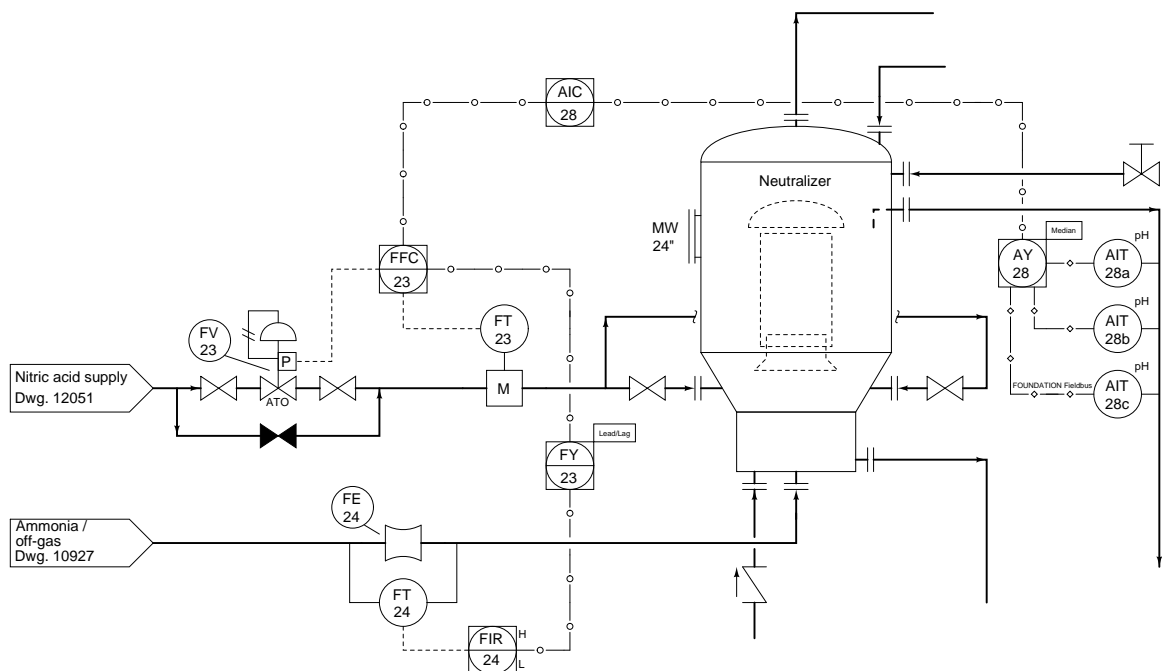 AIC
28
Neutralizer
MW
24"
FFC
23
AY
28
Median
pH
AIT
28a
FV
23
P
ATO
FT
23
M
pH
AIT
28b
Nitric acid supply
Dwg. 12051
FOUNDATION Fieldbus
pH
AIT
28c
Lead/Lag
FY
23
FE
24
Ammonia /
off-gas
Dwg. 10927
FT
24
FIR
24
H
L